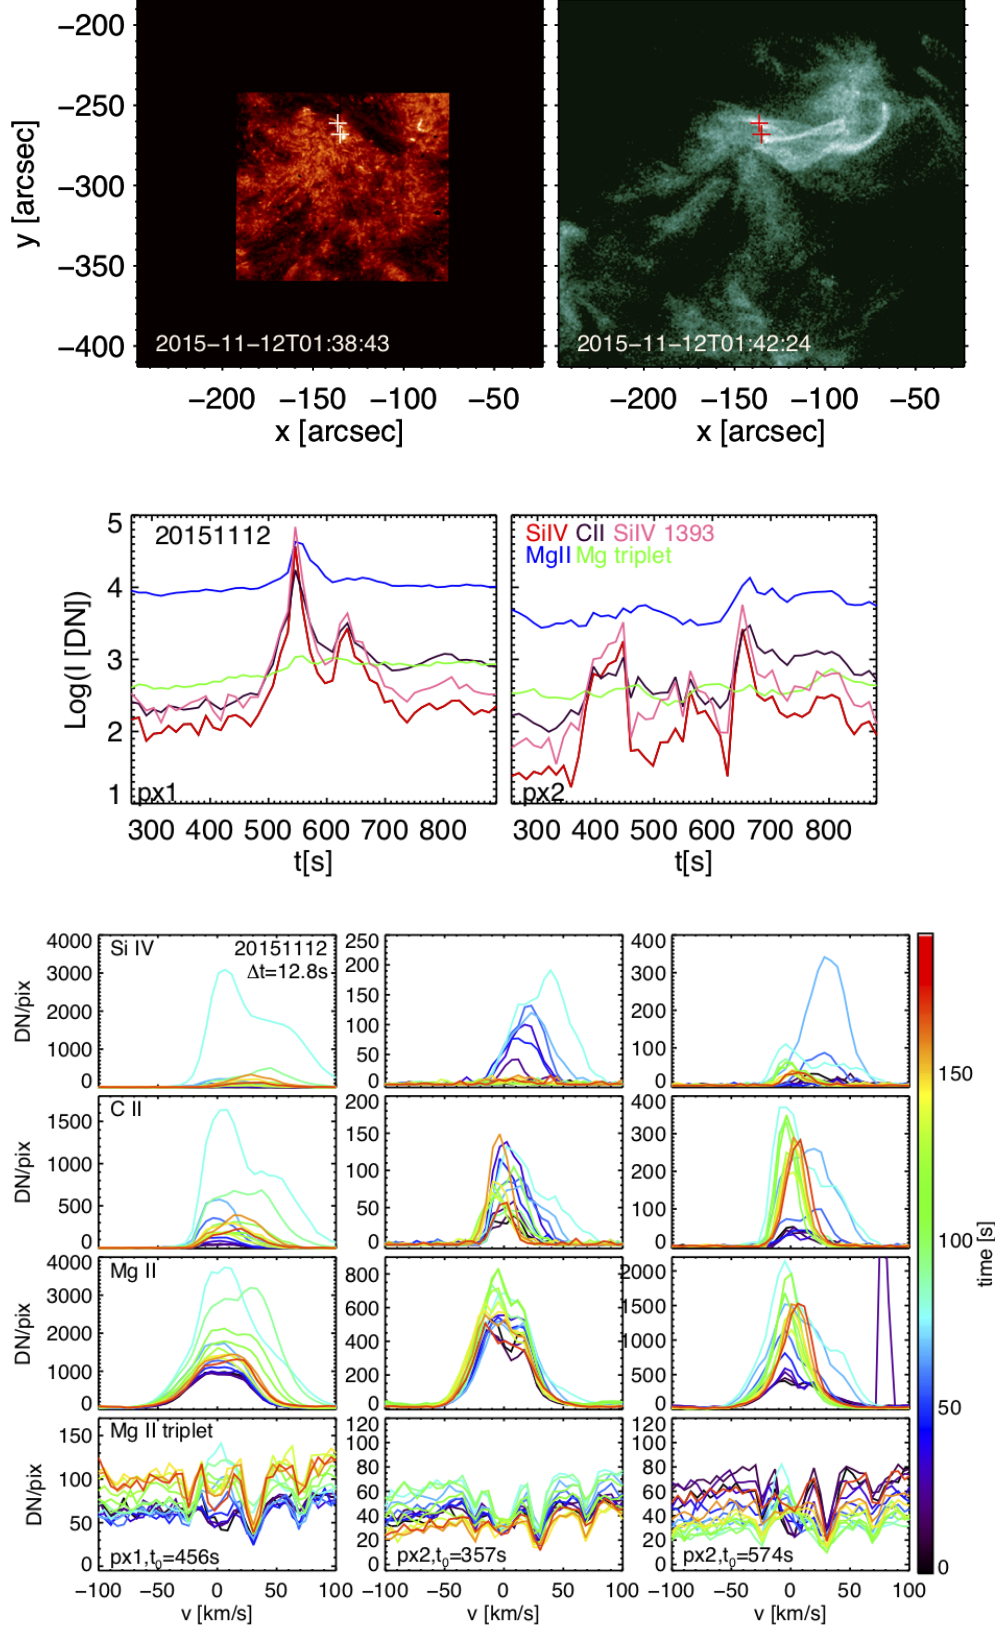 −200
−250
y [arcsec]
−300
−350
−400
2015−11−12T01:38:43
2015−11−12T01:42:24
−200 −150 −100 −50
−200 −150 −100 −50
x [arcsec]
x [arcsec]
5
4
3
2
1
Log(I [DN])
20151112
px1
SiIV CII SiIV 1393
MgII Mg triplet
px2
300 400 500 600 700 800
300 400 500 600 700 800
t[s]
t[s]
4000
3000
2000
1000
0
DN/pix
Si IV
20151112
Δt=12.8s
250
200
150
100
50
0
400
300
200
100
0
1500
1000
500
0
DN/pix
C II
200
150
100
50
0
400
300
200
100
0
4000
3000
2000
1000
0
DN/pix
Mg II
800
600
400
200
0
2000
1500
1000
500
0
150
100
50
0
DN/pix
Mg II triplet
px1,t0=456s
120
100
80
60
40
20
0
px2,t0=357s
120
100
80
60
40
20
0
px2,t0=574s
−100 −50 0 50 100
−100 −50 0 50 100
−100 −50 0 50 100
v [km/s]
v [km/s]
v [km/s]
150
100
50
0
time [s]